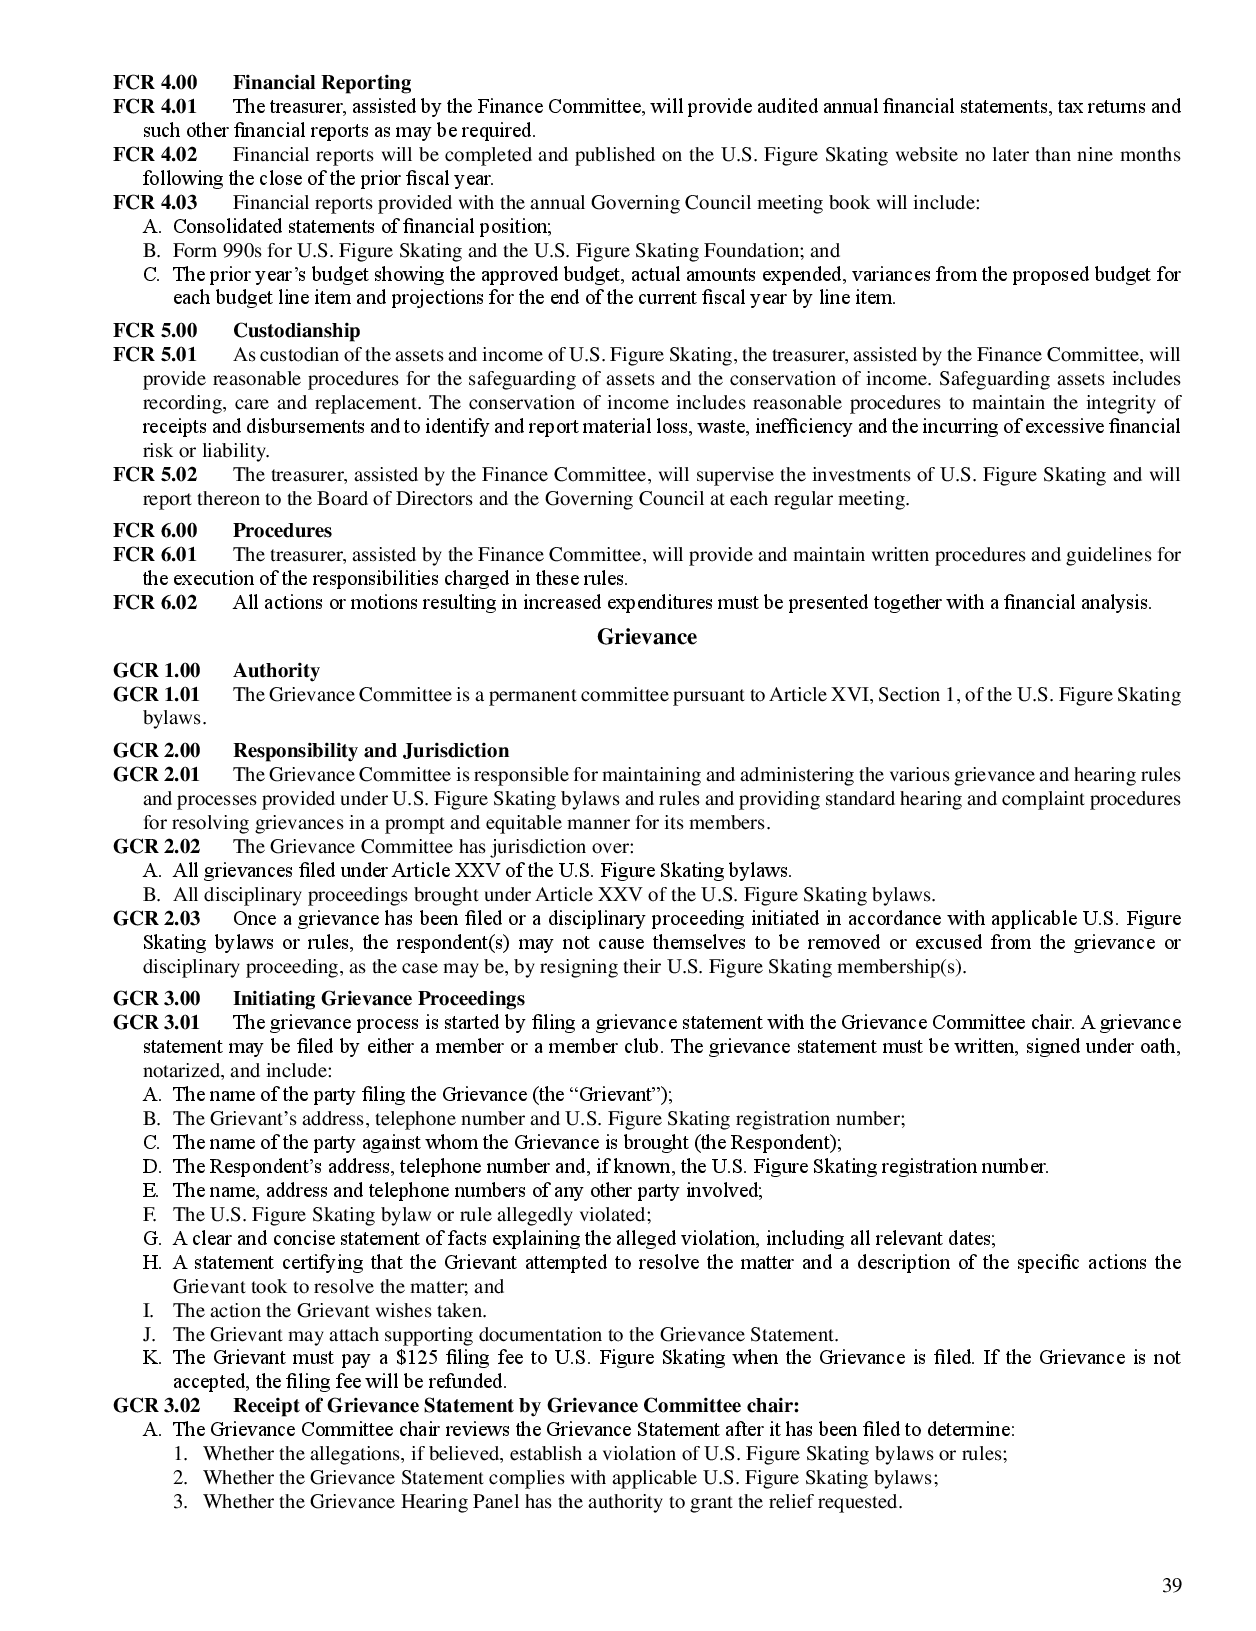 FCR 4.00 Financial Reporting
FCR 4.01 The treasurer, assisted by the Finance Committee, will provide audited annual financial statements, tax returns and
such other financial reports as may be required.
FCR 4.02 Financial reports will be completed and published on the U.S. Figure Skating website no later than nine months
following the close of the prior fiscal year.
FCR 4.03 Financial reports provided with the annual Governing Council meeting book will include:
A. Consolidated statements of financial position;
B. Form 990s for U.S. Figure Skating and the U.S. Figure Skating Foundation; and
C. The prior year’s budget showing the approved budget, actual amounts expended, variances from the proposed budget for
each budget line item and projections for the end of the current fiscal year by line item.
FCR 5.00 Custodianship
FCR 5.01 As custodian of the assets and income of U.S. Figure Skating, the treasurer, assisted by the Finance Committee, will
provide reasonable procedures for the safeguarding of assets and the conservation of income. Safeguarding assets includes
recording, care and replacement. The conservation of income includes reasonable procedures to maintain the integrity of
receipts and disbursements and to identify and report material loss, waste, inefficiency and the incurring of excessive financial
risk or liability.
FCR 5.02 The treasurer, assisted by the Finance Committee, will supervise the investments of U.S. Figure Skating and will
report thereon to the Board of Directors and the Governing Council at each regular meeting.
FCR 6.00 Procedures
FCR 6.01 The treasurer, assisted by the Finance Committee, will provide and maintain written procedures and guidelines for
the execution of the responsibilities charged in these rules.
FCR 6.02 All actions or motions resulting in increased expenditures must be presented together with a financial analysis.
Grievance
GCR 1.00 Authority
GCR 1.01 The Grievance Committee is a permanent committee pursuant to Article XVI, Section 1, of the U.S. Figure Skating
bylaws.
GCR 2.00 Responsibility and Jurisdiction
GCR 2.01 The Grievance Committee is responsible for maintaining and administering the various grievance and hearing rules
and processes provided under U.S. Figure Skating bylaws and rules and providing standard hearing and complaint procedures
for resolving grievances in a prompt and equitable manner for its members.
GCR 2.02 The Grievance Committee has jurisdiction over:
A. All grievances filed under Article XXV of the U.S. Figure Skating bylaws.
B. All disciplinary proceedings brought under Article XXV of the U.S. Figure Skating bylaws.
GCR 2.03 Once a grievance has been filed or a disciplinary proceeding initiated in accordance with applicable U.S. Figure
Skating bylaws or rules, the respondent(s) may not cause themselves to be removed or excused from the grievance or
disciplinary proceeding, as the case may be, by resigning their U.S. Figure Skating membership(s).
GCR 3.00 Initiating Grievance Proceedings
GCR 3.01 The grievance process is started by filing a grievance statement with the Grievance Committee chair. A grievance
statement may be filed by either a member or a member club. The grievance statement must be written, signed under oath,
notarized, and include:
A. The name of the party filing the Grievance (the “Grievant”);
B. The Grievant’s address, telephone number and U.S. Figure Skating registration number;
C. The name of the party against whom the Grievance is brought (the Respondent);
D. The Respondent’s address, telephone number and, if known, the U.S. Figure Skating registration number.
E. The name, address and telephone numbers of any other party involved;
F. The U.S. Figure Skating bylaw or rule allegedly violated;
G. A clear and concise statement of facts explaining the alleged violation, including all relevant dates;
H. A statement certifying that the Grievant attempted to resolve the matter and a description of the specific actions the
Grievant took to resolve the matter; and
I. The action the Grievant wishes taken.
J. The Grievant may attach supporting documentation to the Grievance Statement.
K. The Grievant must pay a $125 filing fee to U.S. Figure Skating when the Grievance is filed. If the Grievance is not
accepted, the filing fee will be refunded.
GCR 3.02 Receipt of Grievance Statement by Grievance Committee chair:
A. The Grievance Committee chair reviews the Grievance Statement after it has been filed to determine:
1. Whether the allegations, if believed, establish a violation of U.S. Figure Skating bylaws or rules;
2. Whether the Grievance Statement complies with applicable U.S. Figure Skating bylaws;
3. Whether the Grievance Hearing Panel has the authority to grant the relief requested.
39